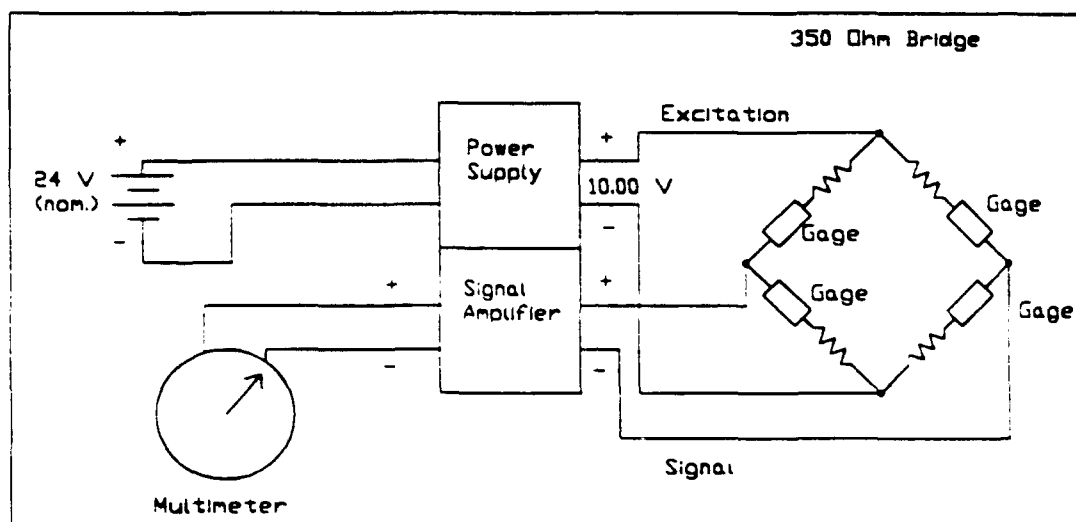 350 Ohm Bridge
Excitation
+
+
Power
Supply
24 V
(nom.)
10.00 V
Gage
-
-
Gage
+
+
Signal
Amplifier
Gage
Gage
-
-
Signal
Multimeter